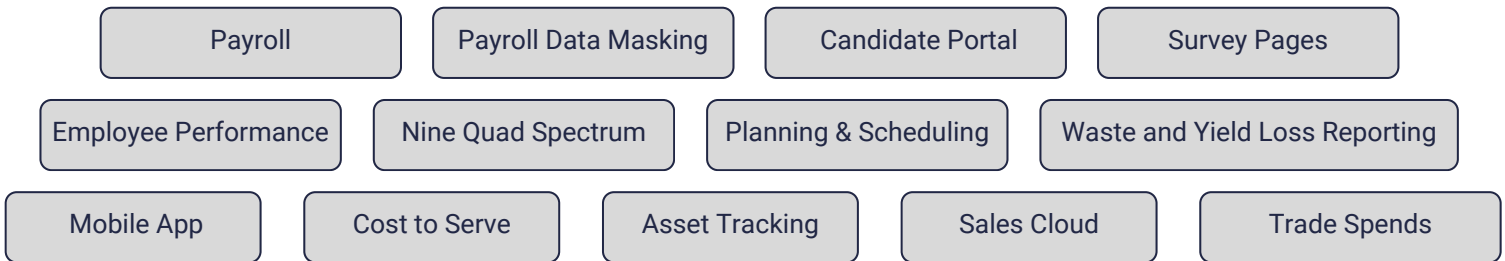 Payroll
Payroll Data Masking
Candidate Portal
Survey Pages
Employee Performance
Nine Quad Spectrum
Planning & Scheduling
Waste and Yield Loss Reporting
Mobile App
Cost to Serve
Asset Tracking
Sales Cloud
Trade Spends